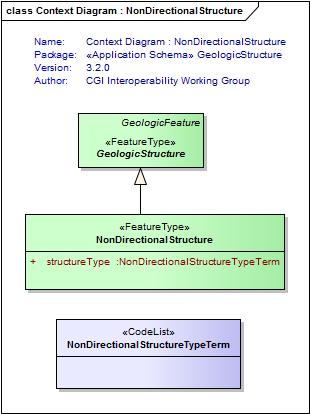 class Context Diagram : NonDirectionalStructure
Name: Context Diagram : NonDirectionalStructure
Package: «Application Schema» GeologicStructure
Version: 3.2.0
Author: CGI Interoperability Working Group
GeologicFeature
«FeatureType»
GeologicStructure
«FeatureType»
NonDirectionalStructure
+ structureType :NonDirectionalStructureTypeTerm
«CodeList»
NonDirectionalStructureTypeTerm